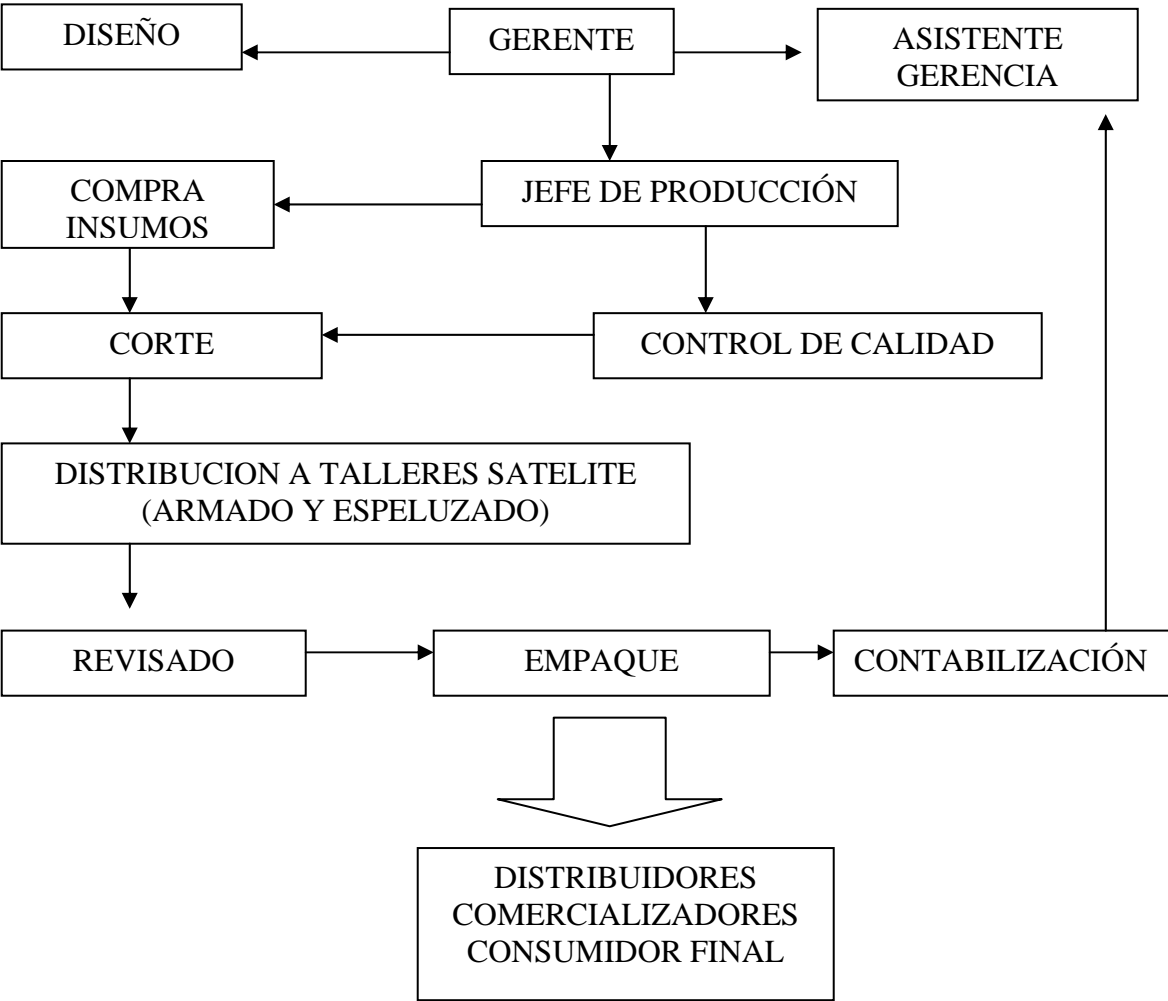 DISEÑO
GERENTE
ASISTENTE
GERENCIA
COMPRA
INSUMOS
JEFE DE PRODUCCIÓN
CORTE
CONTROL DE CALIDAD
DISTRIBUCION A TALLERES SATELITE
(ARMADO Y ESPELUZADO)
REVISADO
EMPAQUE
CONTABILIZACIÓN
DISTRIBUIDORES
COMERCIALIZADORES
CONSUMIDOR FINAL